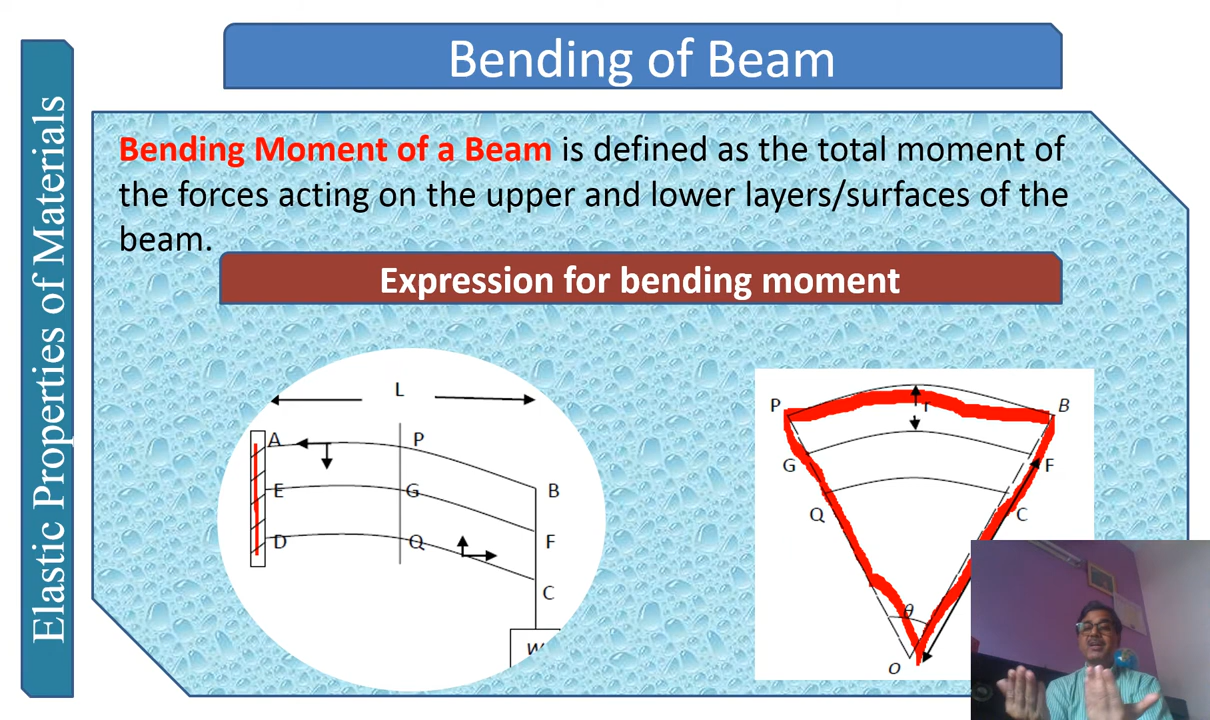 Elastic Properties of Materials
Bending of Beam
Bending Moment of a Beam is defined as the total moment of
the forces acting on the upper and lower layers/surfaces of the
beam.
Expression for bending moment
L
A
P
E
G
B
D
Q
F
C
W
P
r
B
G
F
Q
C
θ
O